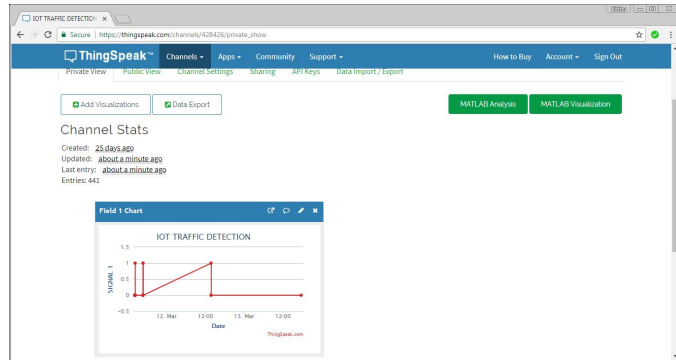 IOT TRAFFIC DETECTION
Secure https://thingspeak.com/channels/428426/private_show
ThingSpeak™ Channels Apps Community Support How to Buy Account Sign Out
Private View Public View Channel Settings Sharing API Keys Data Import / Export
Add Visualizations Data Export MATLAB Analysis MATLAB Visualization
Channel Stats
Created: 25 days ago
Updated: about a minute ago
Last entry: about a minute ago
Entries: 441
Field 1 Chart
IOT TRAFFIC DETECTION
1.5
1
0.5
0
-0.5
SIGNAL 1
12. Mar 12:00 13. Mar 12:00
Date
ThingSpeak.com